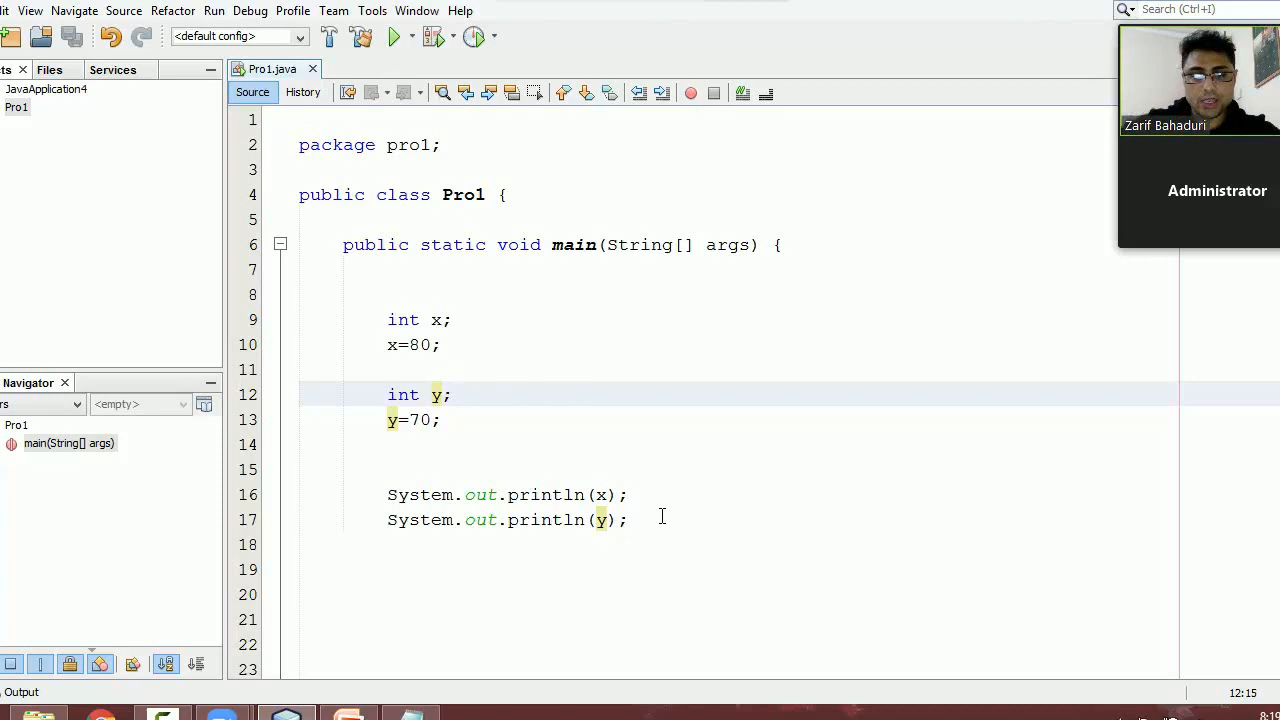 it View Navigate Source Refactor Run Debug Profile Team Tools Window Help
Search (Ctrl+I)
<default config>
ts Files Services
Pro1.java
JavaApplication4
Pro1
Source History
Zarif Bahaduri
Administrator
1
2 package pro1;
3
4 public class Pro1 {
5
6 public static void main(String[] args) {
7
8
9 int x;
10 x=80;
11
12 int y;
13 y=70;
14
15
16 System.out.println(x);
17 System.out.println(y);
18
19
20
21
22
23
Navigator
rs <empty>
Pro1
main(String[] args)
Output
12:15
8:19